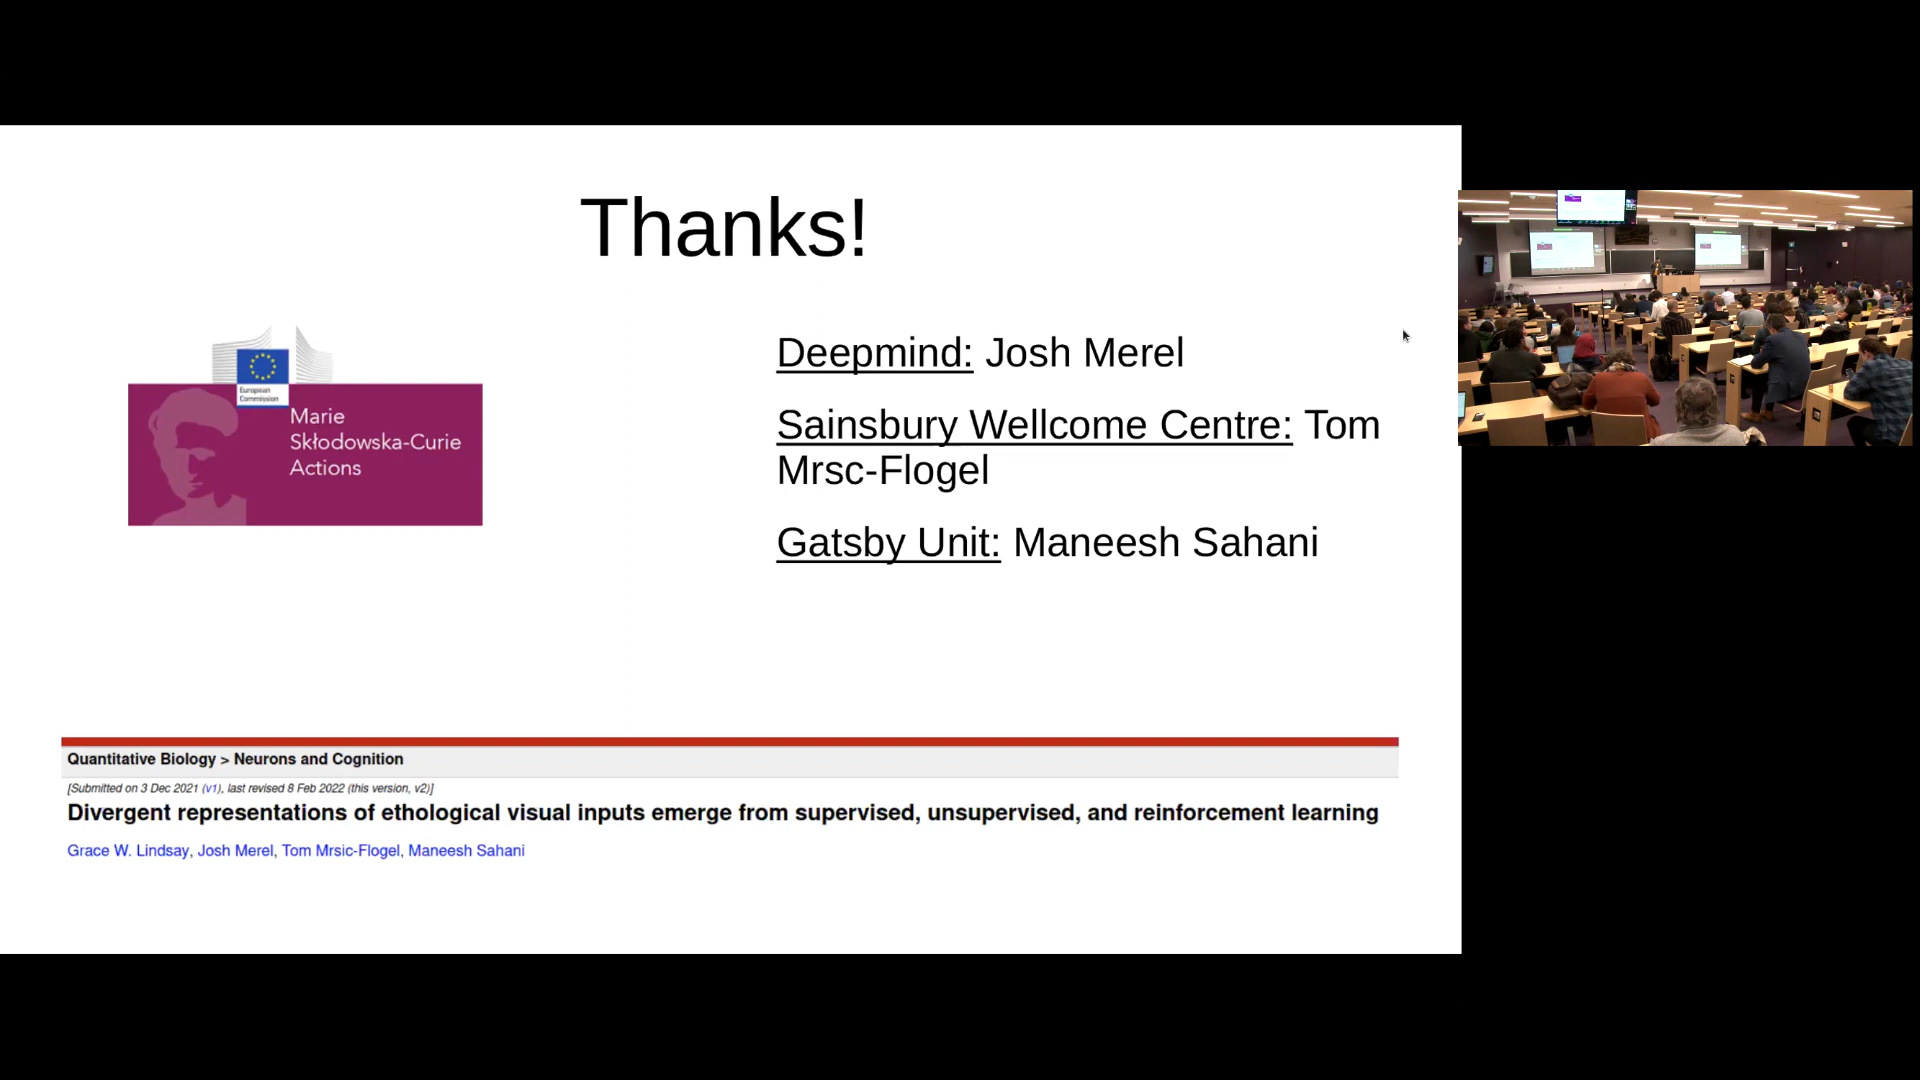 Thanks!
European
Commission
Marie
Skłodowska-Curie
Actions
Deepmind: Josh Merel
Sainsbury Wellcome Centre: Tom
Mrsc-Flogel
Gatsby Unit: Maneesh Sahani
Quantitative Biology > Neurons and Cognition
[Submitted on 3 Dec 2021 (v1), last revised 8 Feb 2022 (this version, v2)]
Divergent representations of ethological visual inputs emerge from supervised, unsupervised, and reinforcement learning
Grace W. Lindsay, Josh Merel, Tom Mrsic-Flogel, Maneesh Sahani